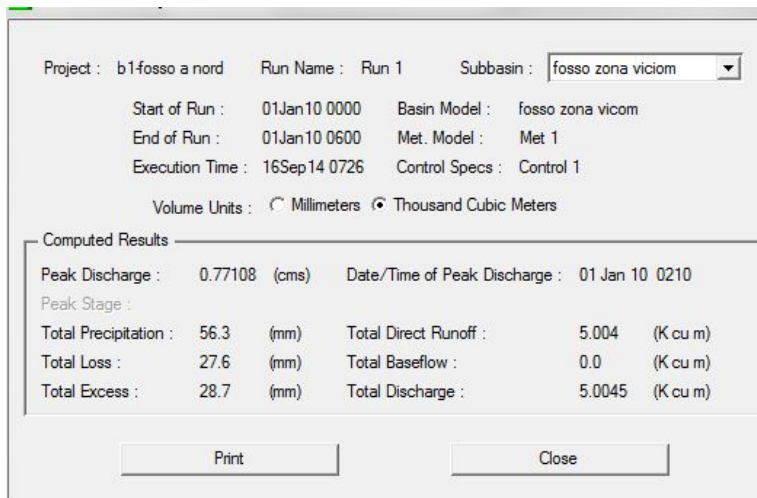 Project : b1-fosso a nord Run Name : Run 1 Subbasin : fosso zona viciom
Start of Run : 01Jan10 0000 Basin Model : fosso zona vicom
End of Run : 01Jan10 0600 Met. Model : Met 1
Execution Time : 16Sep14 0726 Control Specs : Control 1
Volume Units : Millimeters Thousand Cubic Meters
Computed Results
Peak Discharge : 0.77108 (cms) Date/Time of Peak Discharge : 01 Jan 10 0210
Peak Stage :
Total Precipitation : 56.3 (mm) Total Direct Runoff : 5.004 (K cu m)
Total Loss : 27.6 (mm) Total Baseflow : 0.0 (K cu m)
Total Excess : 28.7 (mm) Total Discharge : 5.0045 (K cu m)
Print Close